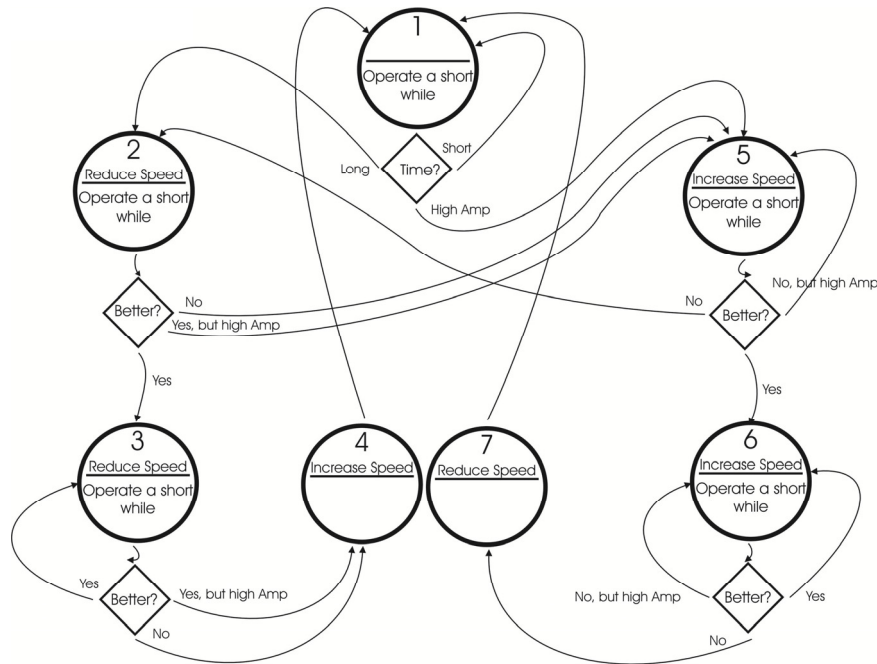 1
Operate a short
while
Time?
Short
Long
High Amp
2
Reduce Speed
Operate a short
while
5
Increase Speed
Operate a short
while
Better?
No
Yes, but high Amp
Yes
No
Better?
No, but high Amp
Yes
3
Reduce Speed
Operate a short
while
4
Increase Speed
7
Reduce Speed
6
Increase Speed
Operate a short
while
Yes
Better?
Yes, but high Amp
No
No, but high Amp
Better?
Yes
No